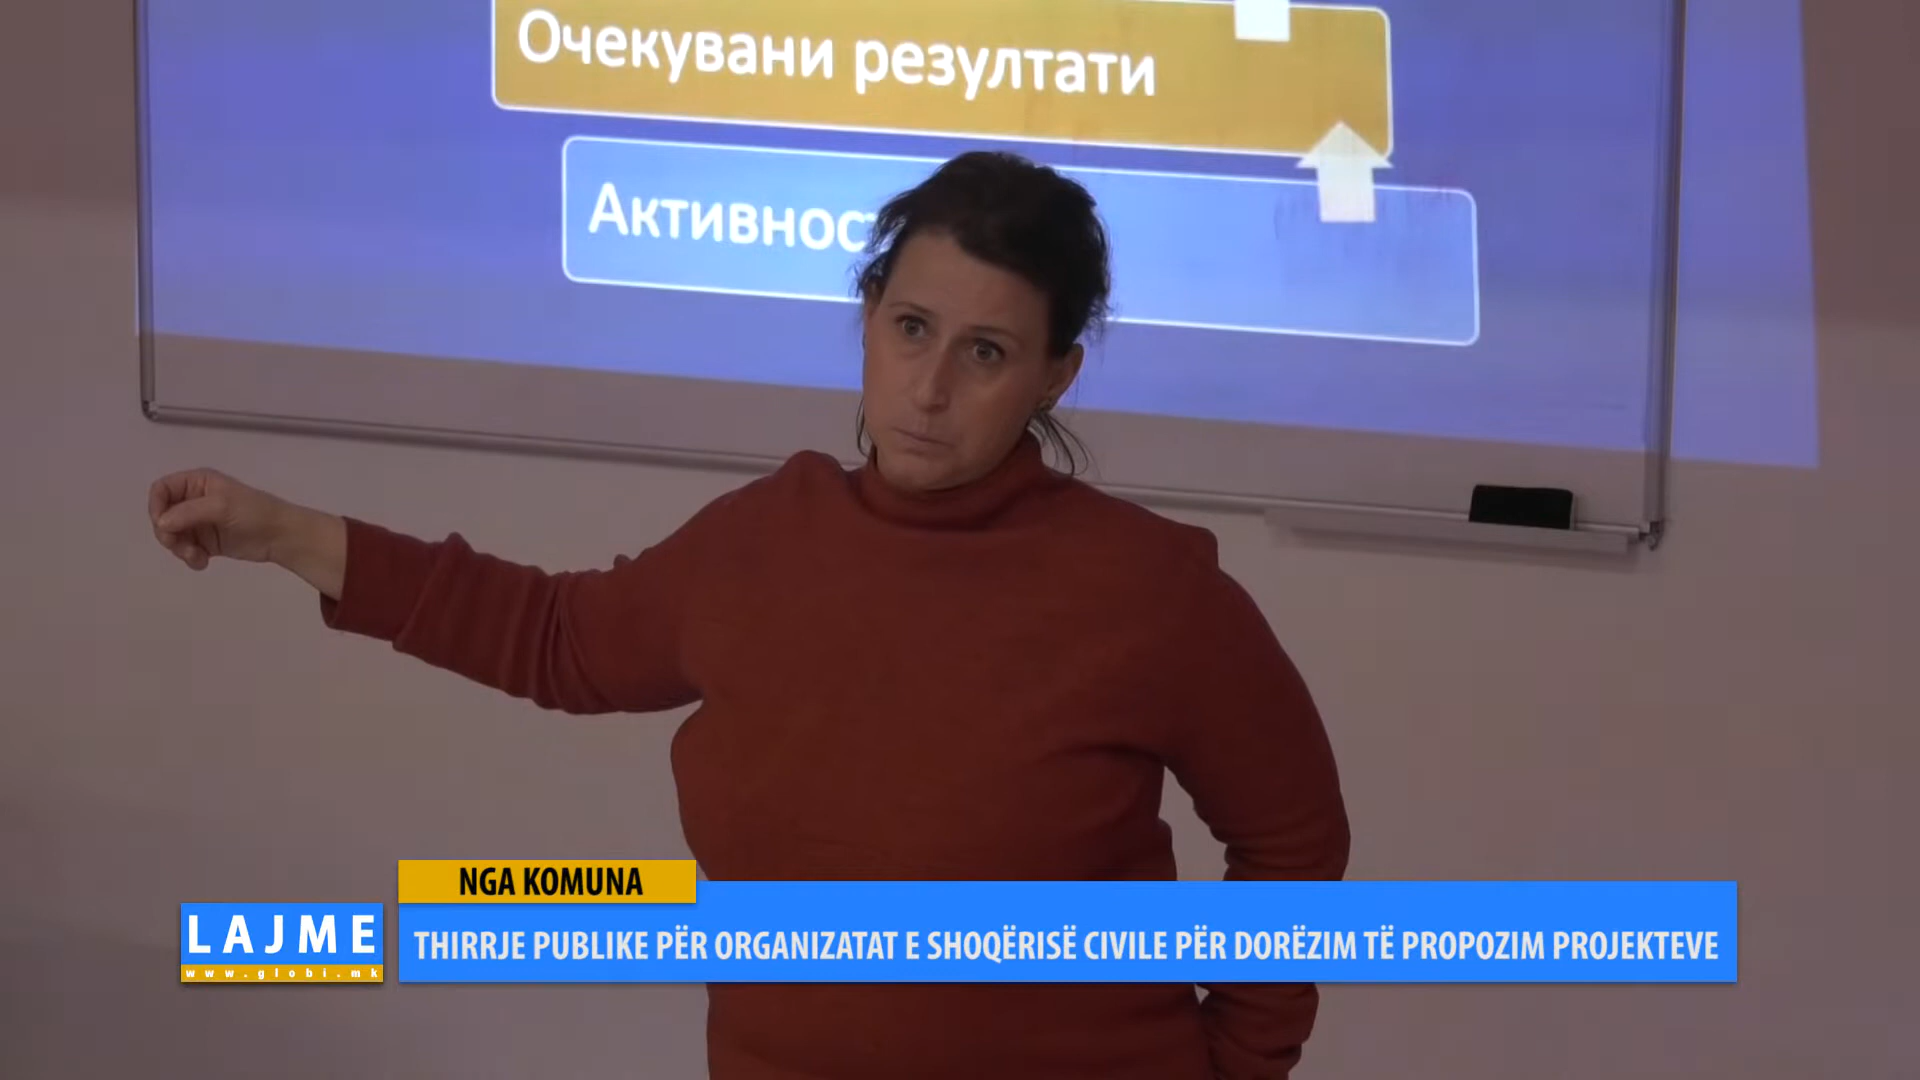 Очекувани резултати
NGA KOMUNA
LAJME
www.globi.mk
THIRRJE PUBLIKE PËR ORGANIZATAT E SHOQËRISË CIVILE PËR DORËZIM TË PROPOZIM PROJEKTEVE